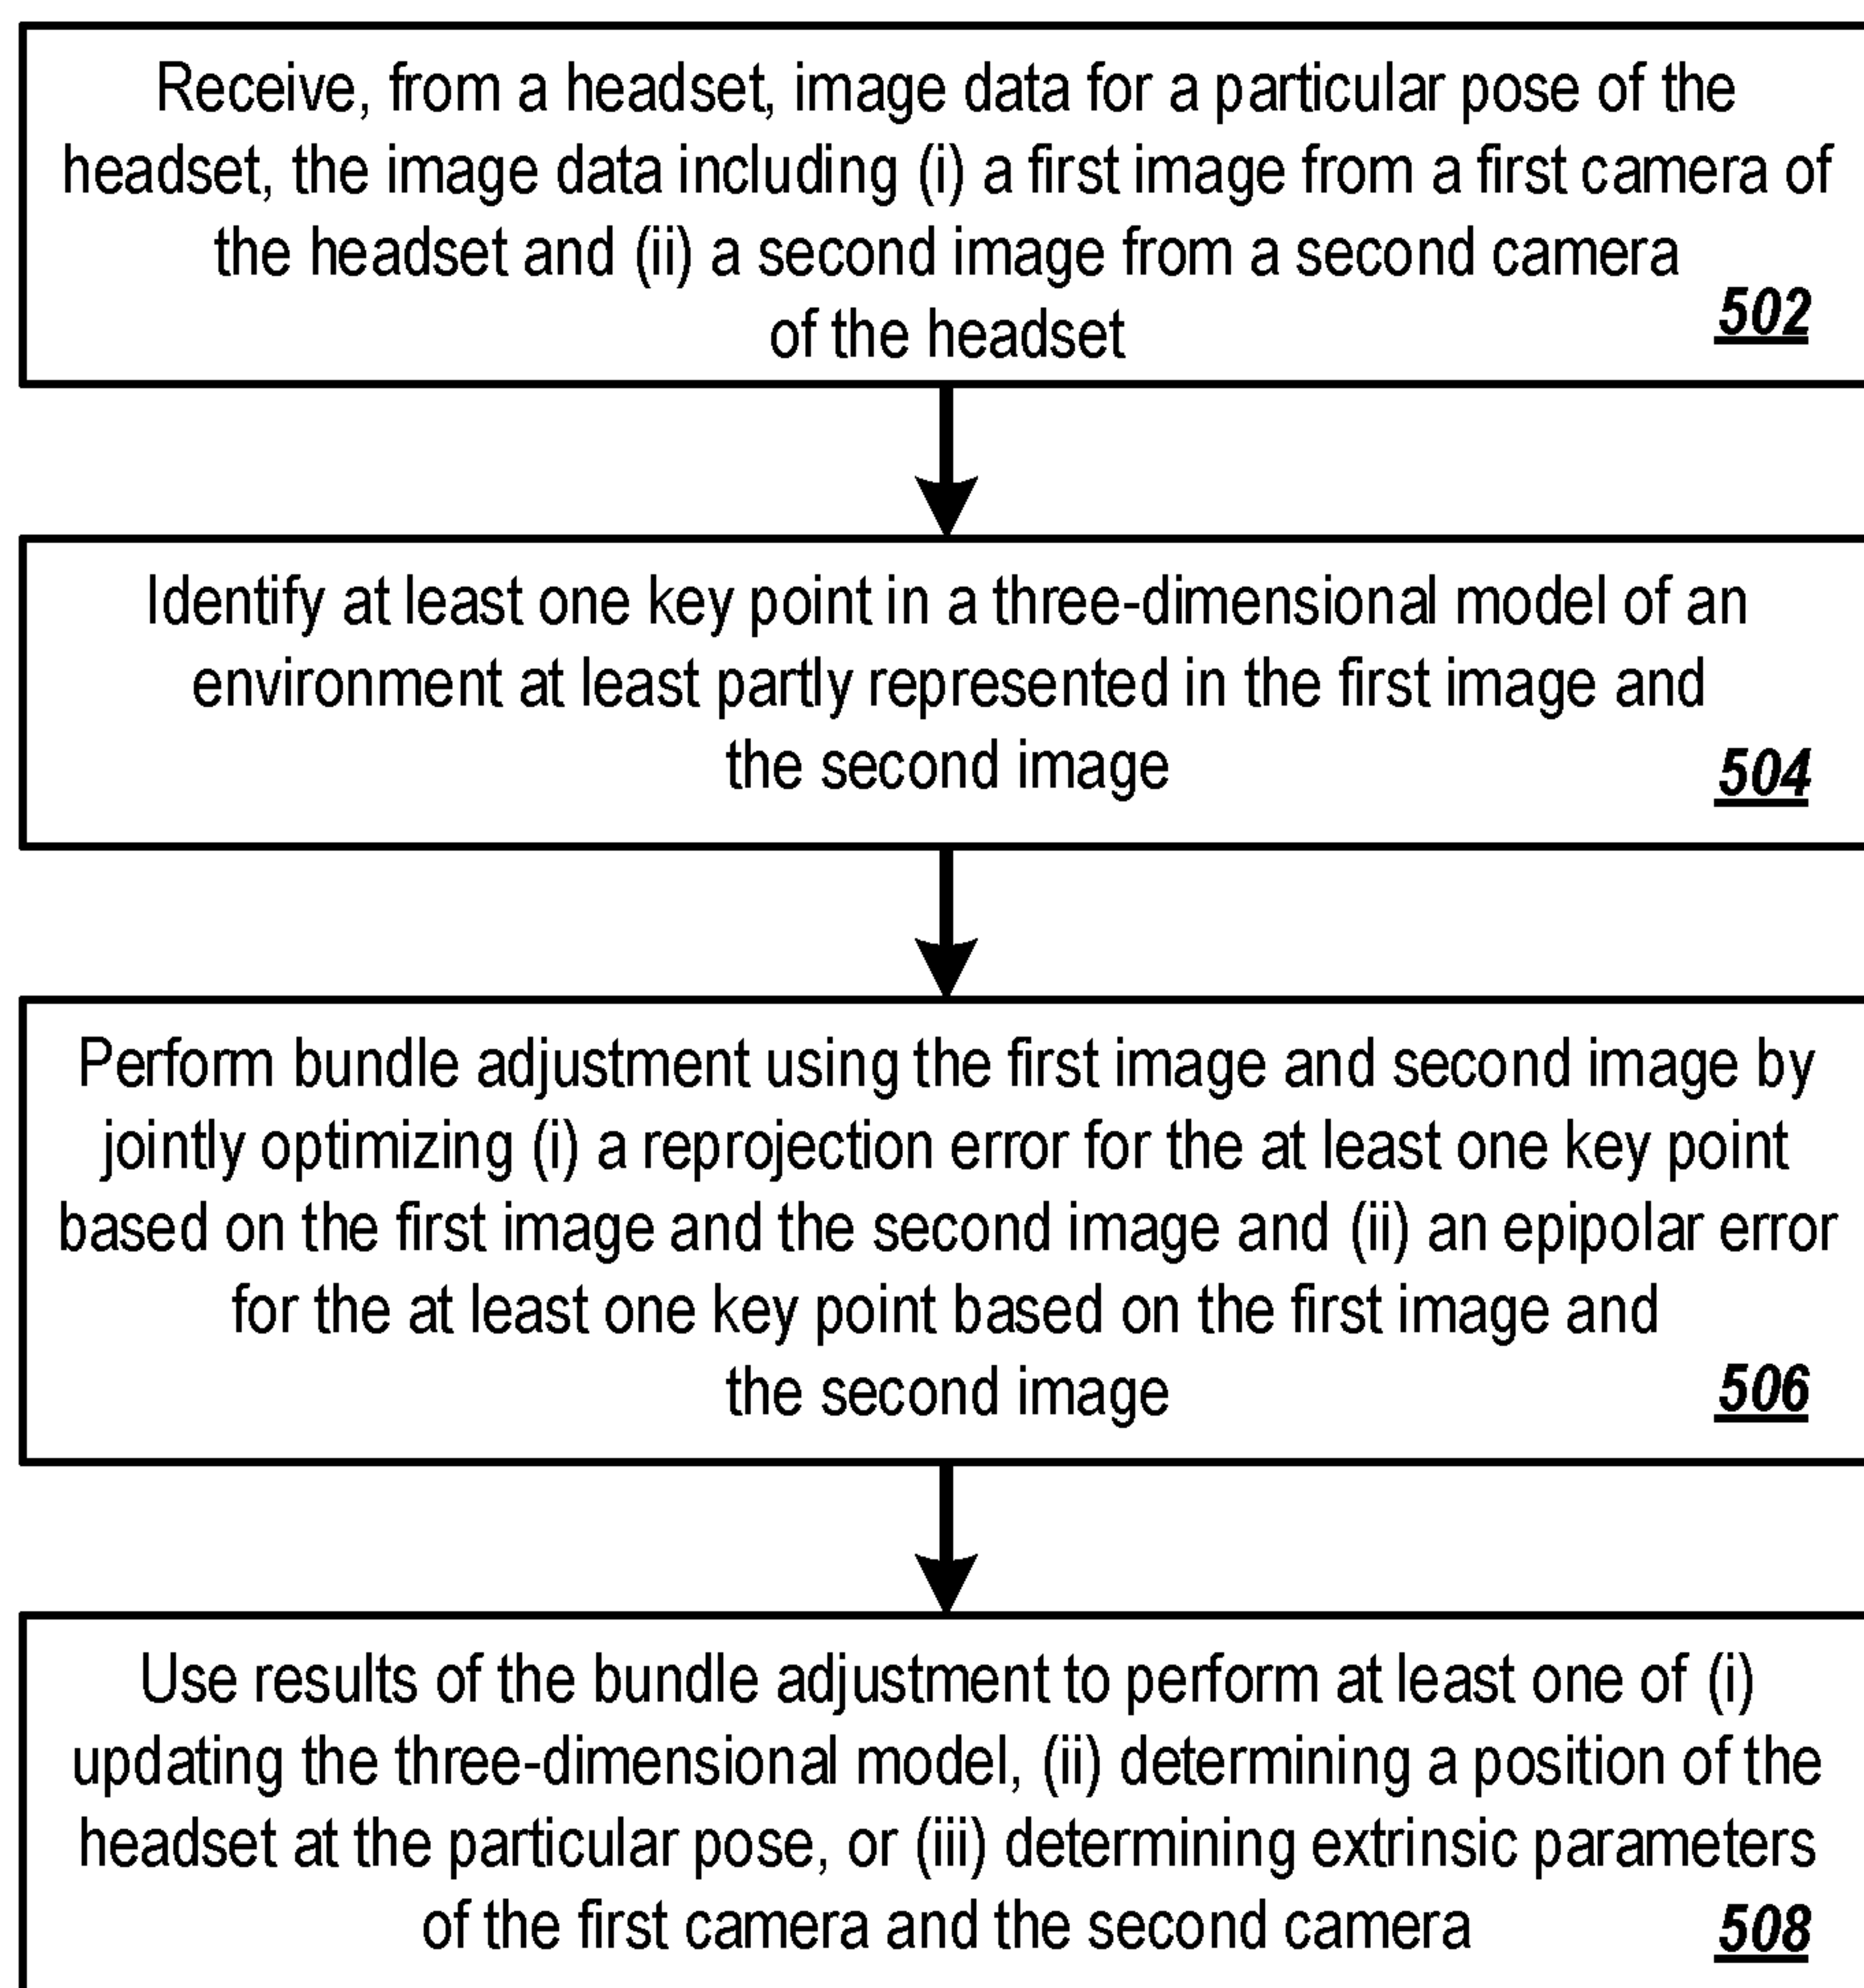 Receive, from a headset, image data for a particular pose of the
headset, the image data including (i) a first image from a first camera of
the headset and (ii) a second image from a second camera
of the headset
502
Identify at least one key point in a three-dimensional model of an
environment at least partly represented in the first image and
the second image
504
Perform bundle adjustment using the first image and second image by
jointly optimizing (i) a reprojection error for the at least one key point
based on the first image and the second image and (ii) an epipolar error
for the at least one key point based on the first image and
the second image
506
Use results of the bundle adjustment to perform at least one of (i)
updating the three-dimensional model, (ii) determining a position of the
headset at the particular pose, or (iii) determining extrinsic parameters
of the first camera and the second camera
508